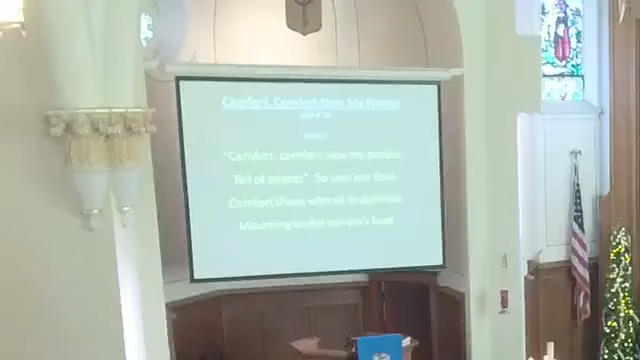 Comfort, Comfort Now My People
"Comfort, comfort now my people;
Tell of peace!" So says our God.
Comfort those who sit in darkness
Mourning under sorrow's load